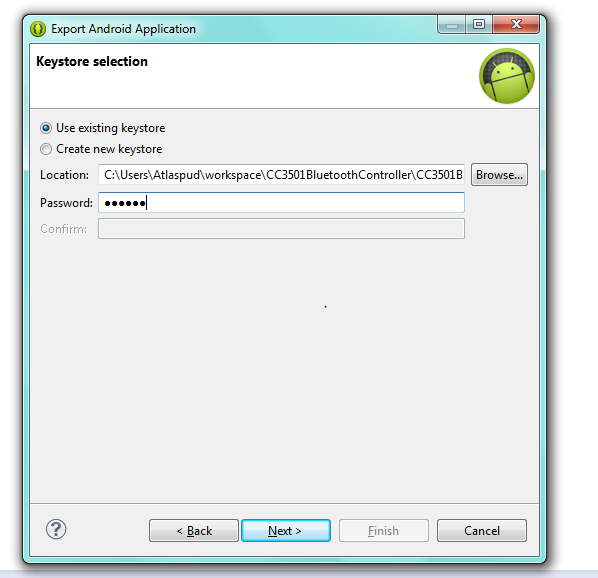 Export Android Application
Keystore selection
Use existing keystore
Create new keystore
Location: C:\Users\Atlaspud\workspace\CC3501BluetoothController\CC3501B Browse...
Password: ●●●●●●
Confirm:
? < Back Next > Finish Cancel